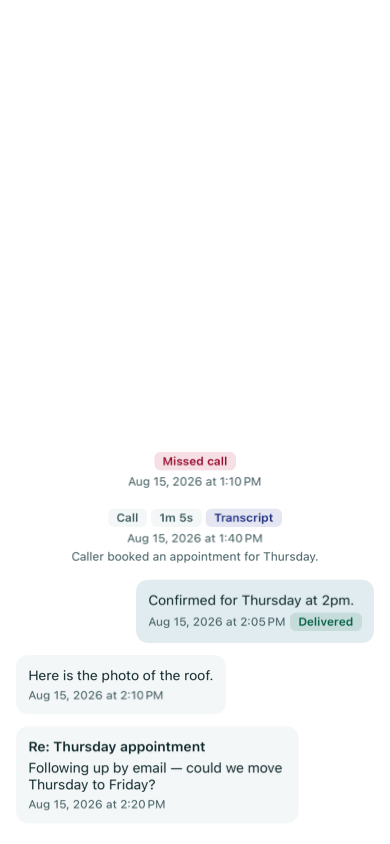 Missed call
Aug 15, 2026 at 1:10 PM
Call 1m 5s Transcript
Aug 15, 2026 at 1:40 PM
Caller booked an appointment for Thursday.
Confirmed for Thursday at 2pm.
Aug 15, 2026 at 2:05 PM Delivered
Here is the photo of the roof.
Aug 15, 2026 at 2:10 PM
Re: Thursday appointment
Following up by email — could we move
Thursday to Friday?
Aug 15, 2026 at 2:20 PM